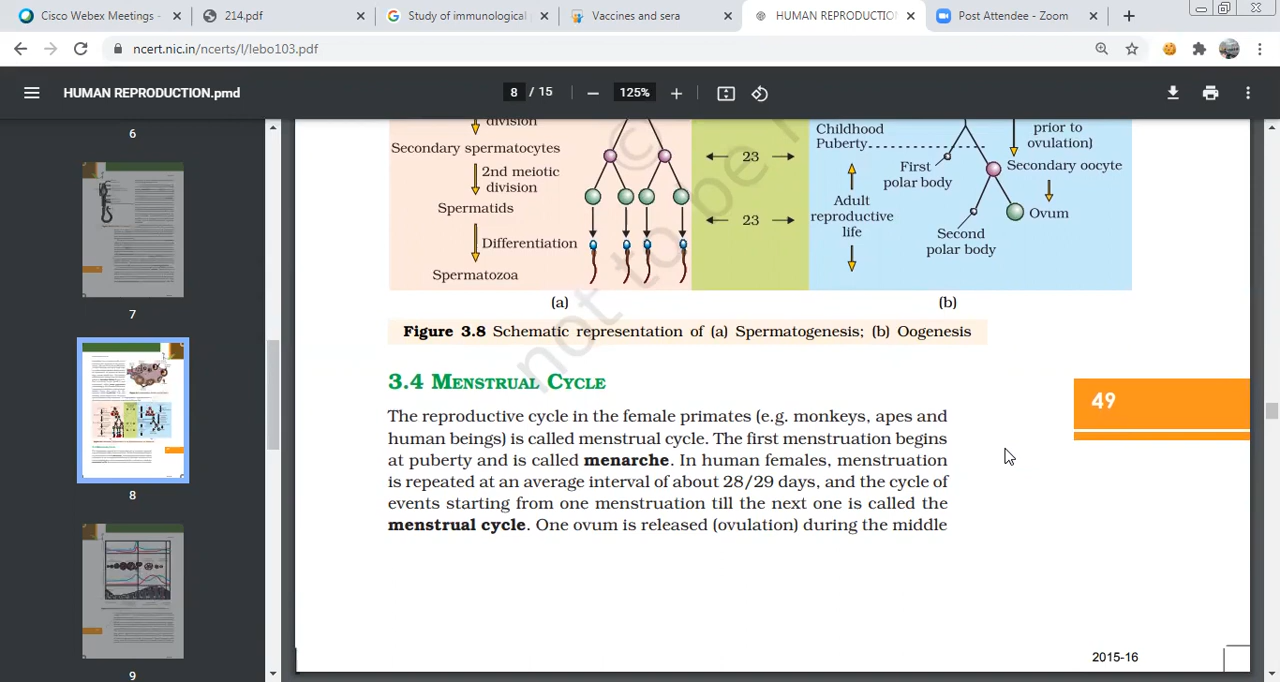 Cisco Webex Meetings -
214.pdf
Study of immunological
Vaccines and sera
HUMAN REPRODUCTIO
Post Attendee - Zoom
ncert.nic.in/ncerts/l/lebo103.pdf
HUMAN REPRODUCTION.pmd
8 / 15
125%
6
7
8
9
division
Secondary spermatocytes
2nd meiotic
division
Spermatids
Differentiation
Spermatozoa
23
23
Childhood
Puberty
Adult
reproductive
life
First
polar body
Second
polar body
prior to
ovulation)
Secondary oocyte
Ovum
(a)
(b)
Figure 3.8 Schematic representation of (a) Spermatogenesis; (b) Oogenesis
3.4 MENSTRUAL CYCLE
The reproductive cycle in the female primates (e.g. monkeys, apes and
human beings) is called menstrual cycle. The first menstruation begins
at puberty and is called menarche. In human females, menstruation
is repeated at an average interval of about 28/29 days, and the cycle of
events starting from one menstruation till the next one is called the
menstrual cycle. One ovum is released (ovulation) during the middle
49
2015-16
© not to be r